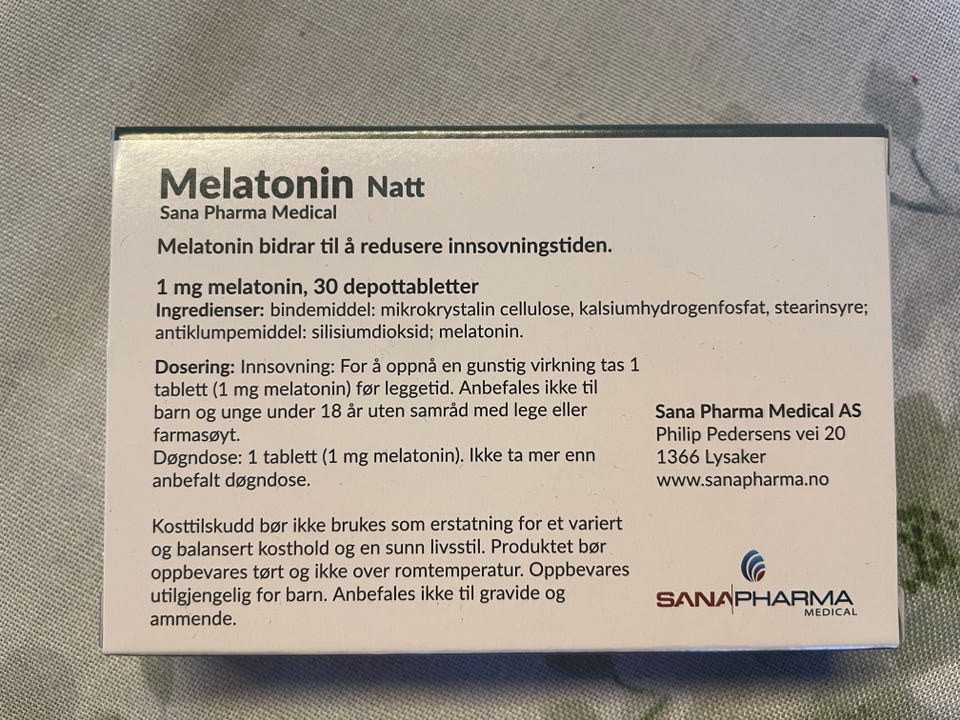 Melatonin Natt
Sana Pharma Medical
Melatonin bidrar til å redusere innsovningstiden.
1 mg melatonin, 30 depottabletter
Ingredienser: bindemiddel: mikrokrystalin cellulose, kalsiumhydrogenfosfat, stearinsyre;
antiklumpemiddel: silisiumdioksid; melatonin.
Dosering: Innsovning: For å oppnå en gunstig virkning tas 1
tablett (1 mg melatonin) før leggetid. Anbefales ikke til
barn og unge under 18 år uten samråd med lege eller
farmasøyt.
Døgndose: 1 tablett (1 mg melatonin). Ikke ta mer enn
anbefalt døgndose.
Kosttilskudd bør ikke brukes som erstatning for et variert
og balansert kosthold og en sunn livsstil. Produktet bør
oppbevares tørt og ikke over romtemperatur. Oppbevares
utilgjengelig for barn. Anbefales ikke til gravide og
ammende.
Sana Pharma Medical AS
Philip Pedersens vei 20
1366 Lysaker
www.sanapharma.no
SANA PHARMA
MEDICAL